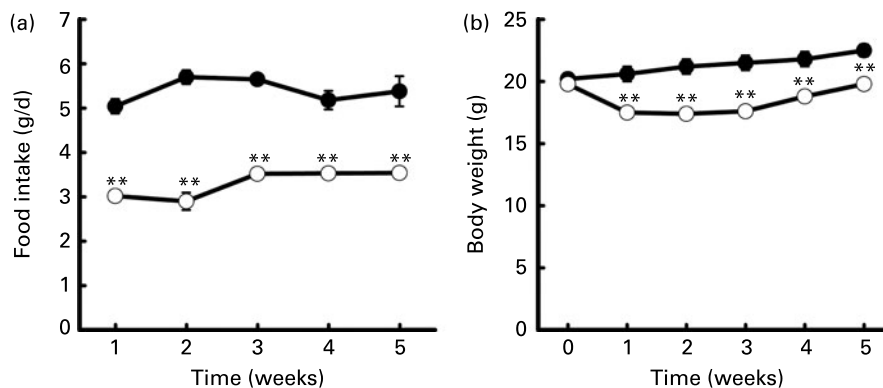 (a)
Food intake (g/d)
7
6
5
4
3
2
1
0
** ** ** ** **
1 2 3 4 5
Time (weeks)
(b)
Body weight (g)
25
20
15
10
5
0
** ** ** ** **
0 1 2 3 4 5
Time (weeks)